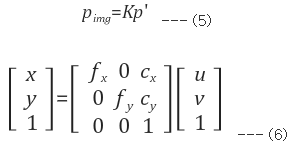 p_img=Kp' --- (5)
[ x ] = [ f_x 0 c_x ] [ u ]
[ y ] [ 0 f_y c_y ] [ v ]
[ 1 ] [ 0 0 1 ] [ 1 ] --- (6)